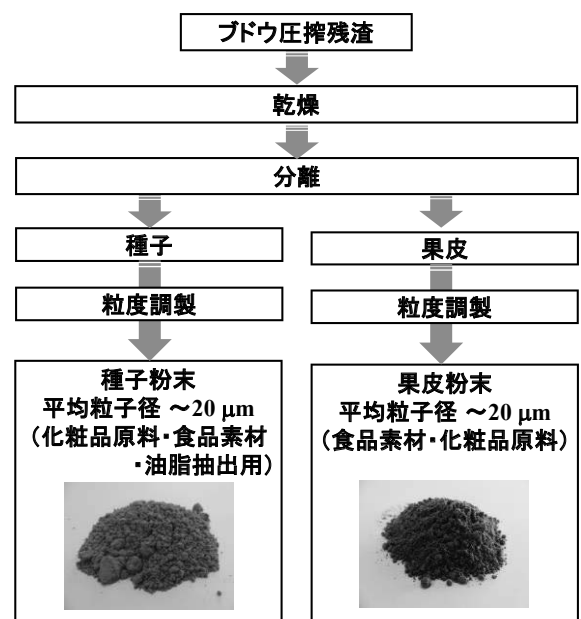 ブドウ圧搾残渣
乾燥
分離
種子
果皮
粒度調製
粒度調製
種子粉末
平均粒子径 ～20 μm
（化粧品原料・食品素材
・油脂抽出用）
果皮粉末
平均粒子径 ～20 μm
（食品素材・化粧品原料）